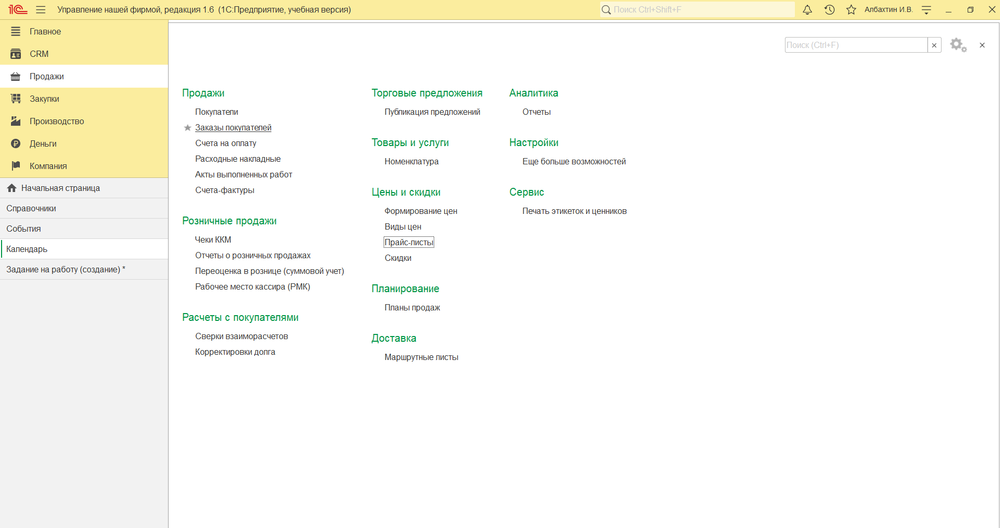 1С
Управление нашей фирмой, редакция 1.6 (1С:Предприятие, учебная версия)
Поиск Ctrl+Shift+F
Албахтин И.В.
Главное
CRM
Продажи
Закупки
Производство
Деньги
Компания
Начальная страница
Справочники
События
Календарь
Задание на работу (создание) *
Поиск (Ctrl+F)
Продажи
Покупатели
Заказы покупателей
Счета на оплату
Расходные накладные
Акты выполненных работ
Счета-фактуры
Розничные продажи
Чеки ККМ
Отчеты о розничных продажах
Переоценка в рознице (суммовой учет)
Рабочее место кассира (РМК)
Расчеты с покупателями
Сверки взаиморасчетов
Корректировки долга
Торговые предложения
Публикация предложений
Товары и услуги
Номенклатура
Цены и скидки
Формирование цен
Виды цен
Прайс-листы
Скидки
Планирование
Планы продаж
Доставка
Маршрутные листы
Аналитика
Отчеты
Настройки
Еще больше возможностей
Сервис
Печать этикеток и ценников